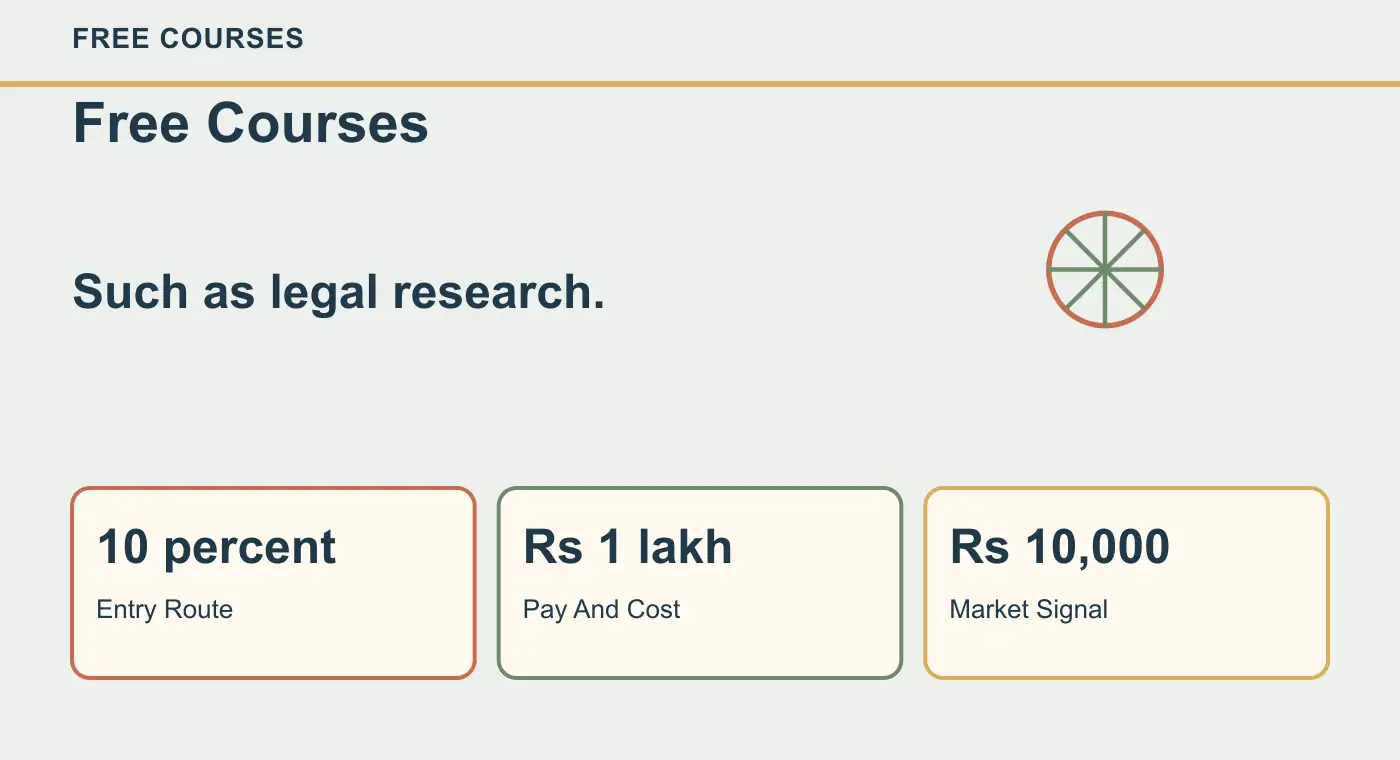 FREE COURSES
Free Courses
Such as legal research.
10 percent
Entry Route
Rs 1 lakh
Pay And Cost
Rs 10,000
Market Signal